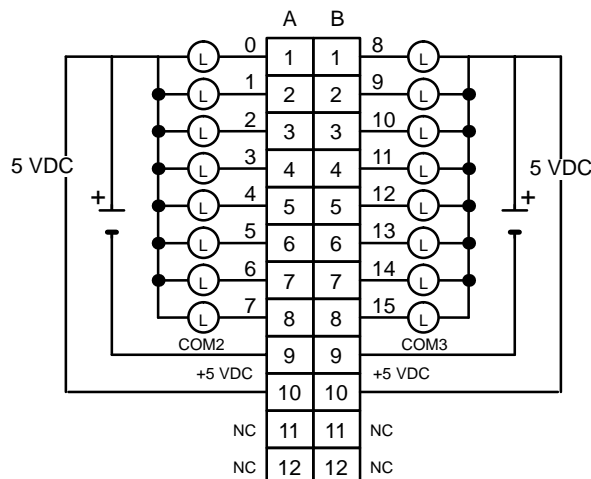 A B
0 1 1 8
L L
1 2 2 9
L L
2 3 3 10
L L
3 4 4 11
L L
5 VDC 5 VDC
4 5 5 12
L L
+ +
5 6 6 13
L L
6 7 7 14
L L
7 8 8 15
L L
COM2 9 9 COM3
+5 VDC 10 10 +5 VDC
NC 11 11 NC
NC 12 12 NC